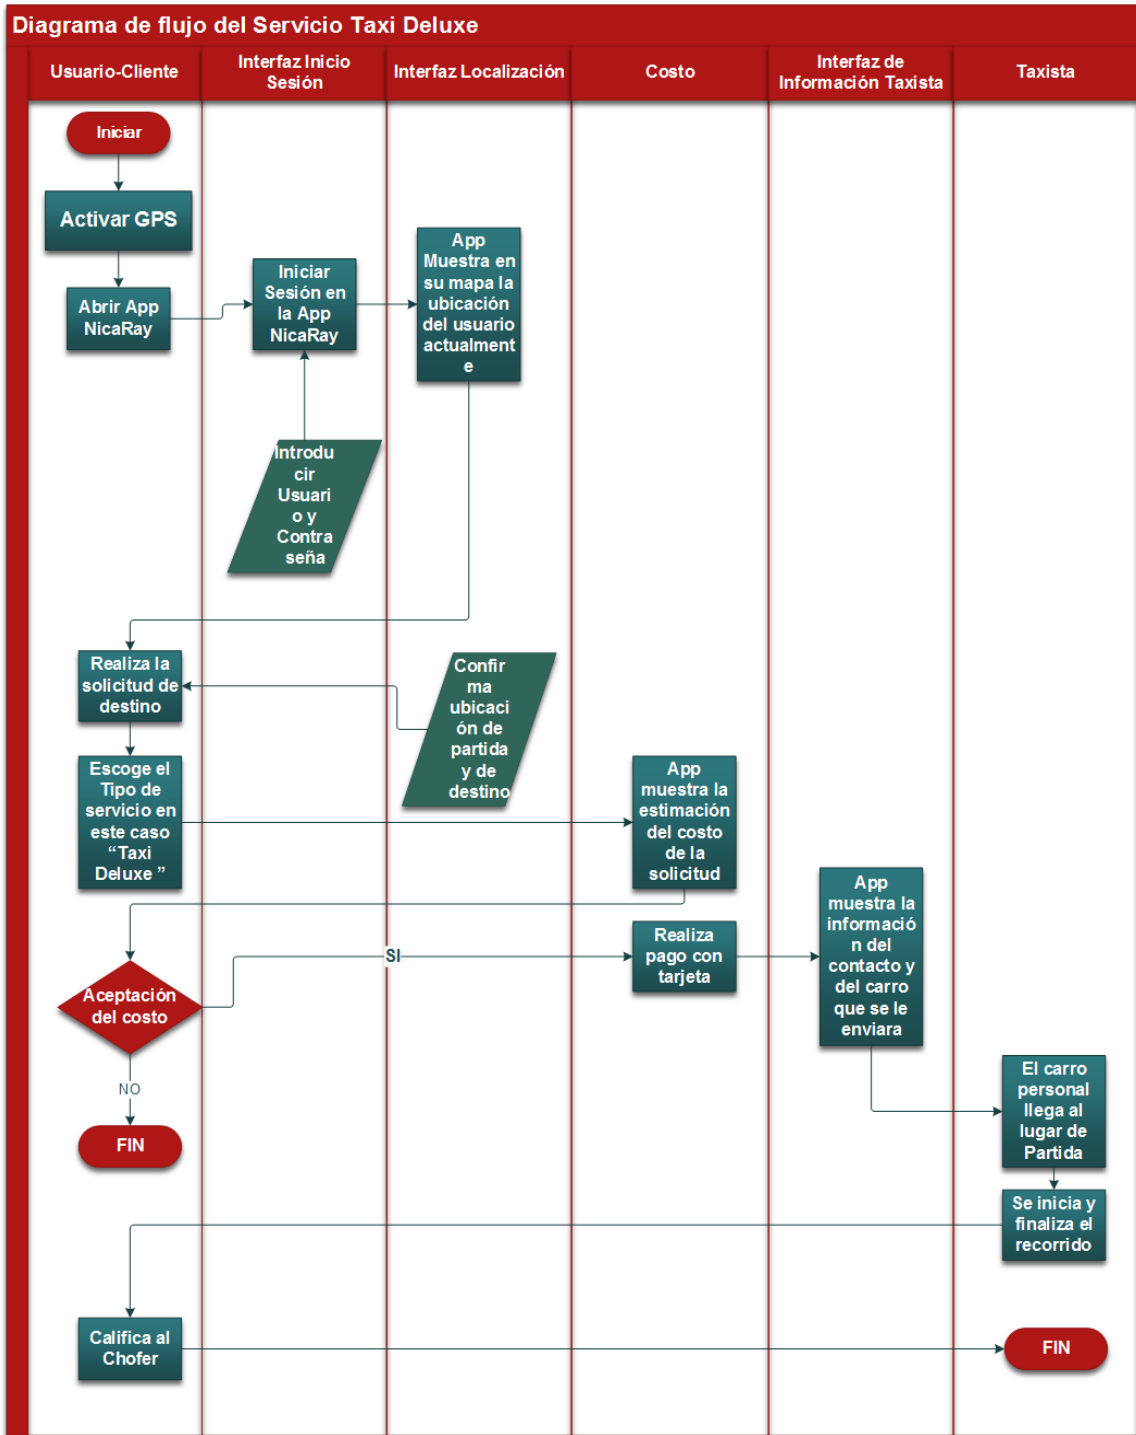 Diagrama de flujo del Servicio Taxi Deluxe
Usuario-Cliente
Interfaz Inicio
Sesión
Interfaz Localización
Costo
Interfaz de
Información Taxista
Taxista
Iniciar
Activar GPS
Abrir App
NicaRay
Iniciar
Sesión en
la App
NicaRay
App
Muestra en
su mapa la
ubicación
del usuario
actualment
e
Introdu
cir
Usuari
o y
Contra
seña
Realiza la
solicitud de
destino
Confir
ma
ubicaci
ón de
partida
y de
destino
Escoge el
Tipo de
servicio en
este caso
“Taxi
Deluxe ”
App
muestra la
estimación
del costo
de la
solicitud
Aceptación
del costo
SI
Realiza
pago con
tarjeta
App
muestra la
informació
n del
contacto y
del carro
que se le
enviara
NO
FIN
El carro
personal
llega al
lugar de
Partida
Se inicia y
finaliza el
recorrido
Califica al
Chofer
FIN